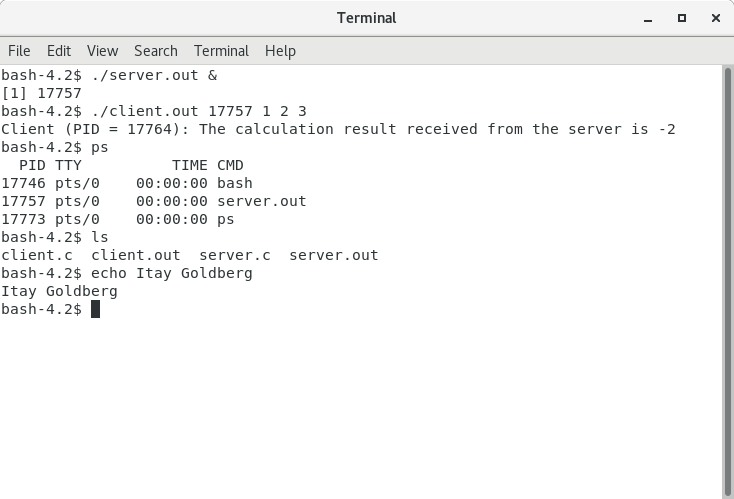 Terminal
File Edit View Search Terminal Help
bash-4.2$ ./server.out &
[1] 17757
bash-4.2$ ./client.out 17757 1 2 3
Client (PID = 17764): The calculation result received from the server is -2
bash-4.2$ ps
  PID TTY          TIME CMD
17746 pts/0    00:00:00 bash
17757 pts/0    00:00:00 server.out
17773 pts/0    00:00:00 ps
bash-4.2$ ls
client.c  client.out  server.c  server.out
bash-4.2$ echo Itay Goldberg
Itay Goldberg
bash-4.2$